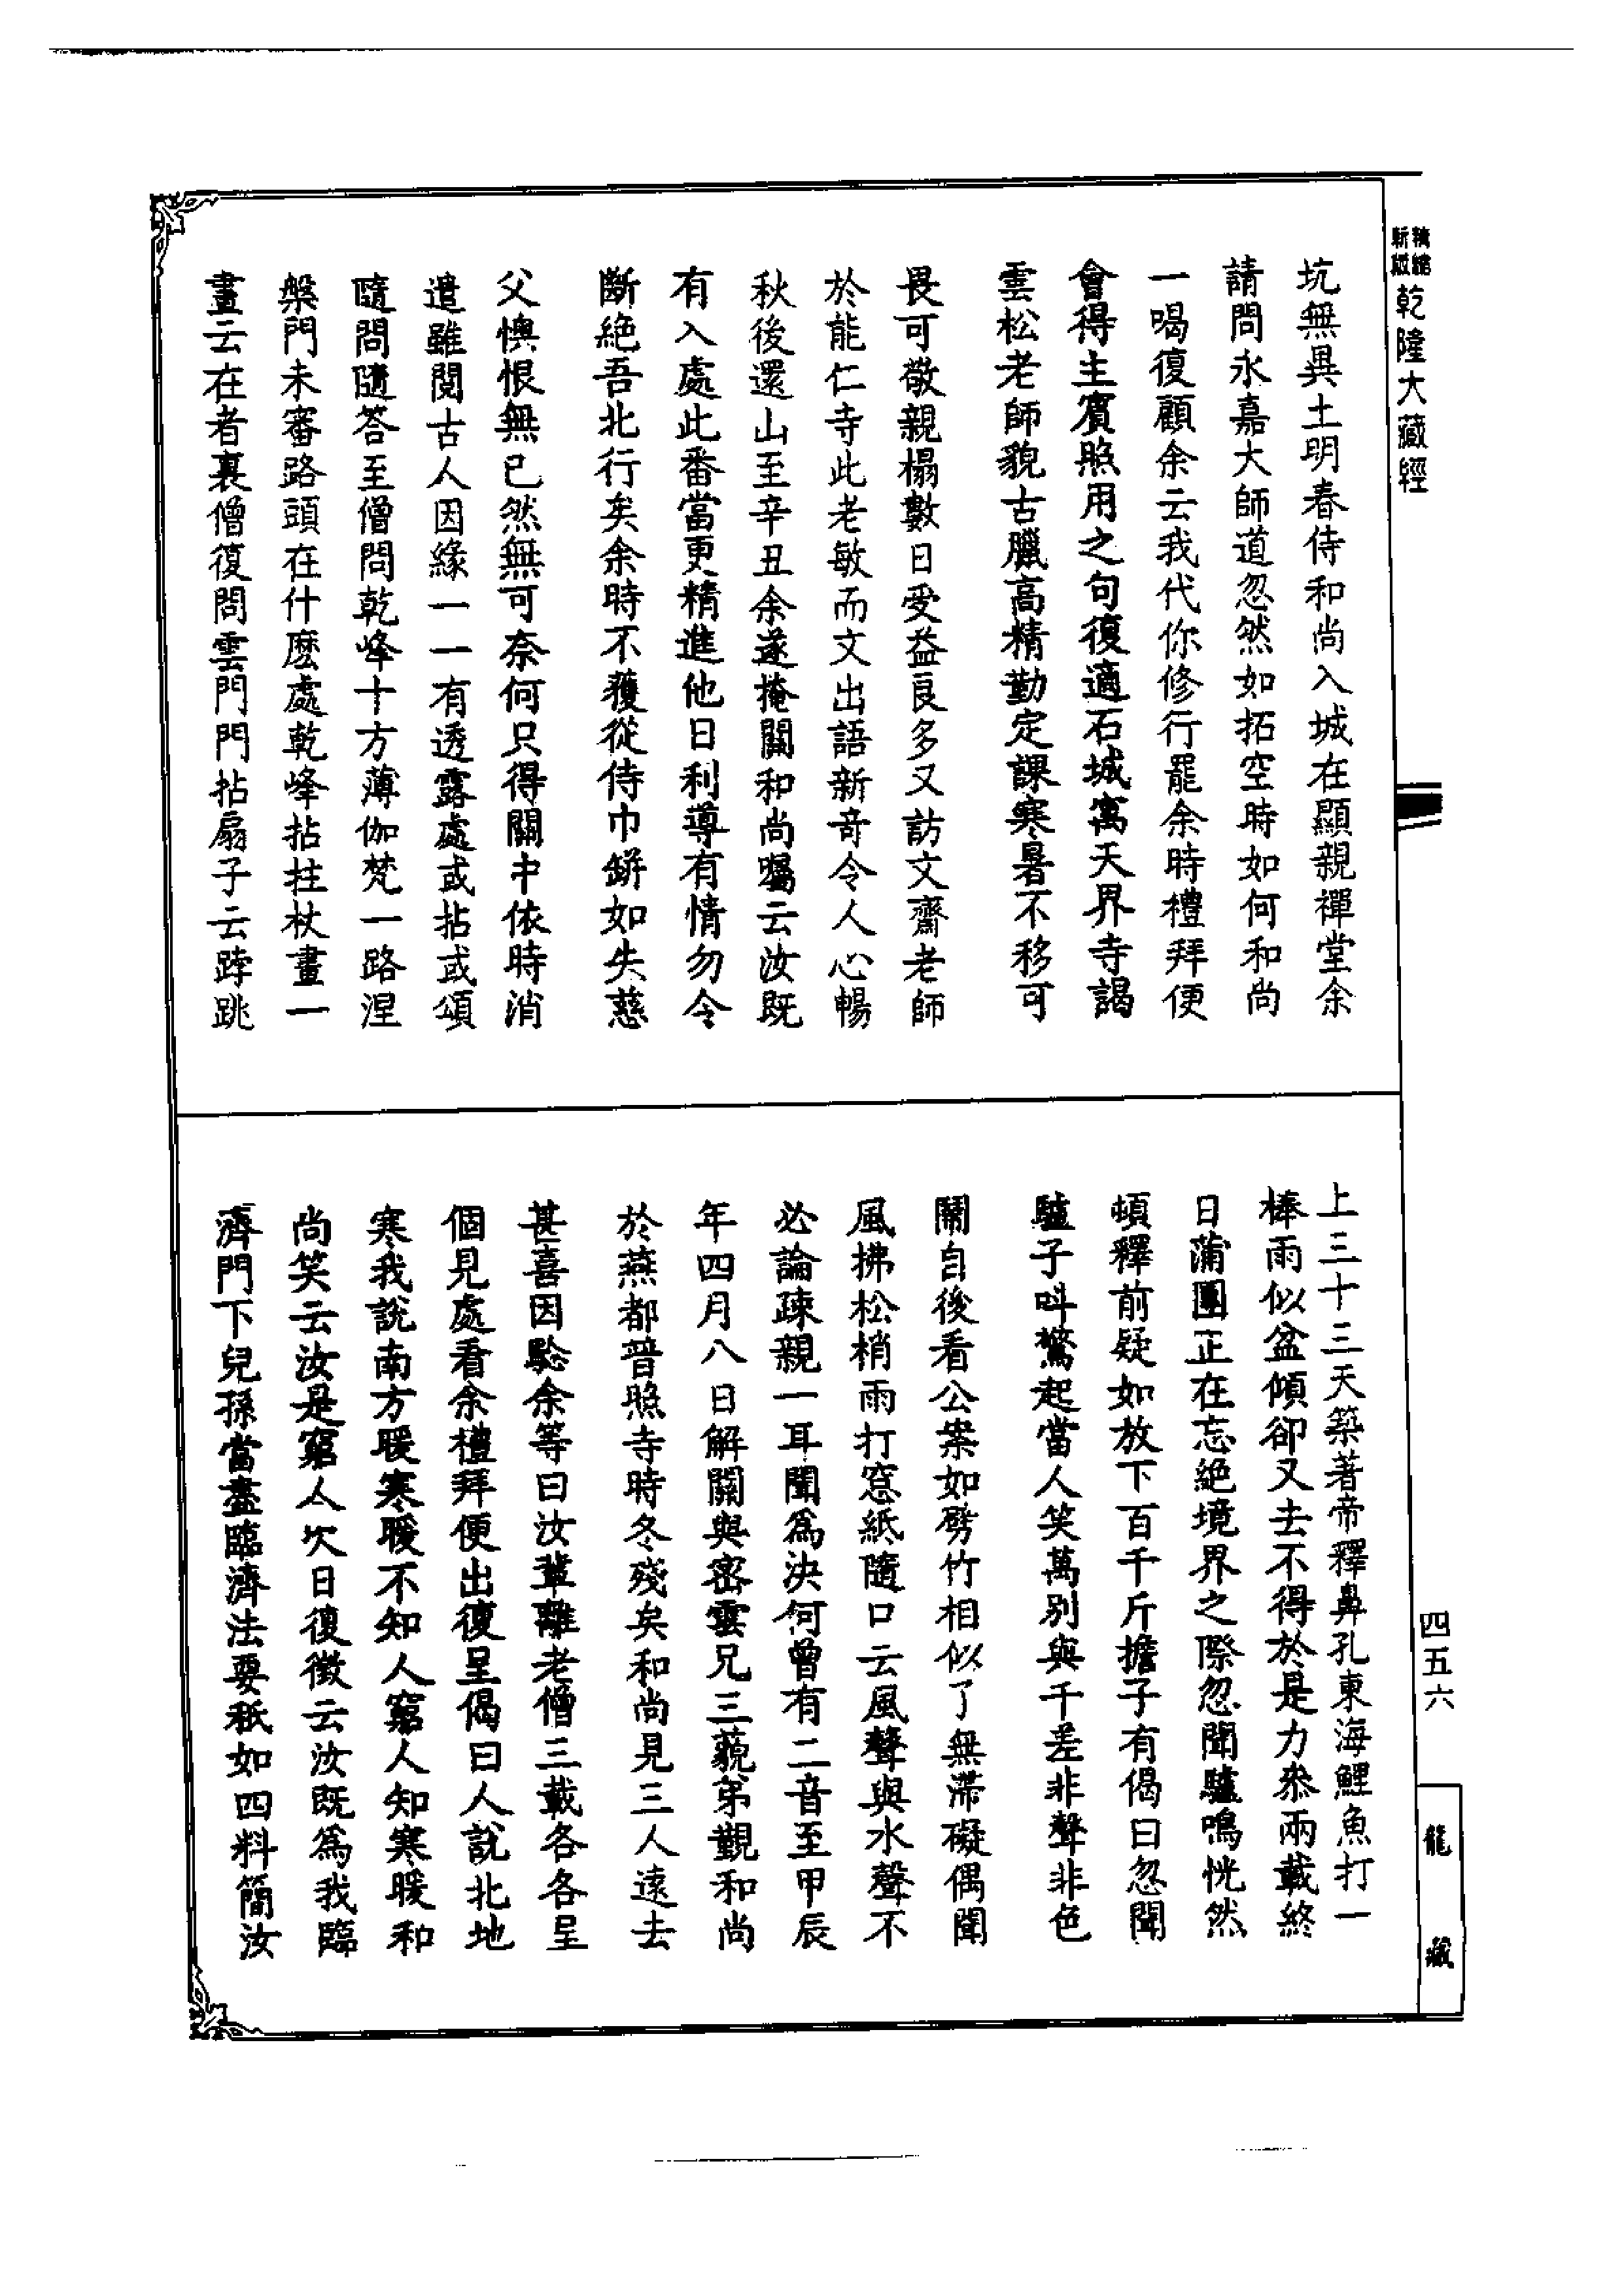 新版精縮乾隆大藏經
坑無異土明春侍和尚入城在顯親禪堂余
請問永嘉大師道忽然如拓空時如何和尚
一喝復顧余云我代你修行罷余時禮拜便
會得主賓照用之句復適石城寓天界寺謁
雲松老師貌古臘高精勤定課寒暑不移可
畏可敬親榻數日受益良多又訪文齋老師
於能仁寺此老敏而文出語新奇令人心暢
秋後還山至辛丑余遂掩關和尚囑云汝既
有入處此番當更精進他日利導有情勿令
斷絕吾北行矣余時不獲從侍巾缾如失慈
父懊恨無已然無可奈何只得關中依時消
遣雖閱古人因緣一一有透露處或拈或頌
隨問隨答至僧問乾峰十方薄伽梵一路涅
槃門未審路頭在什麽處乾峰拈拄杖畫一
畫云在者裏僧復問雲門門拈扇子云踍跳
上三十三天築著帝釋鼻孔東海鯉魚打一
棒雨似盆傾卻又去不得於是力叅兩載終
日蒲團正在忘絕境界之際忽聞驢鳴恍然
頓釋前疑如放下百千斤擔子有偈曰忽聞
驢子呌驚起當人笑萬別與千差非聲非色
鬧自後看公案如劈竹相似了無滯礙偶聞
風拂松梢雨打窓紙隨口云風聲與水聲不
必論疎親一耳聞爲決何曾有二音至甲辰
年四月八日解關與密雲兄三藐弟覲和尚
於燕都普照寺時冬殘矣和尚見三人遠去
甚喜因騐余等曰汝輩離老僧三載各各呈
個見處看余禮拜便出復呈偈曰人說北地
寒我說南方暖寒暖不知人窮人知寒暖和
尚笑云汝是窮人次日復徵云汝既爲我臨
濟門下兒孫當盡臨濟法要秖如四料簡汝
四五六
龍藏